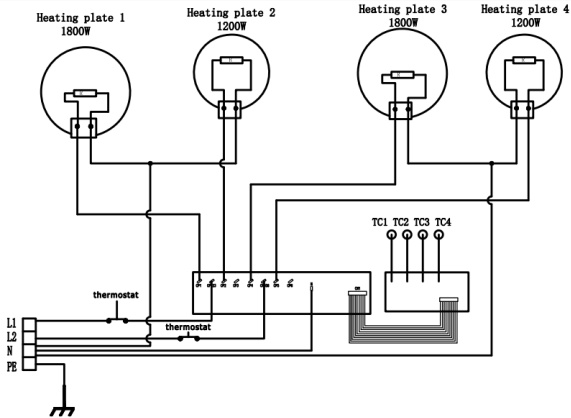 Heating plate 1
1800W
Heating plate 2
1200W
Heating plate 3
1800W
Heating plate 4
1200W
TC1 TC2 TC3 TC4
thermostat
thermostat
L1
L2
N
PE